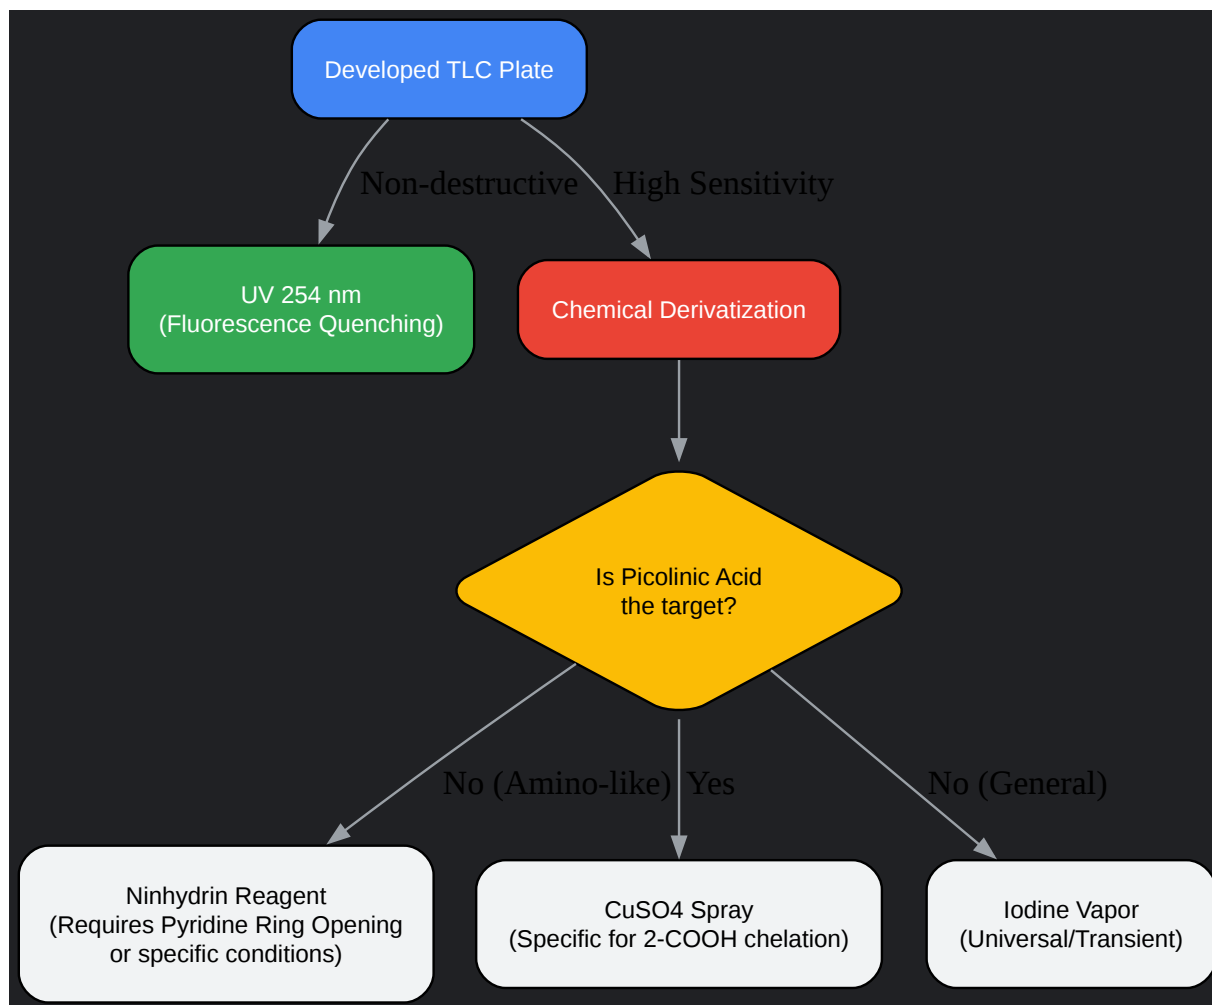 Developed TLC Plate
Non-destructive
High Sensitivity
UV 254 nm
(Fluorescence Quenching)
Chemical Derivatization
Is Picolinic Acid
the target?
No (Amino-like)
Yes
No (General)
Ninhydrin Reagent
(Requires Pyridine Ring Opening
or specific conditions)
CuSO4 Spray
(Specific for 2-COOH chelation)
Iodine Vapor
(Universal/Transient)